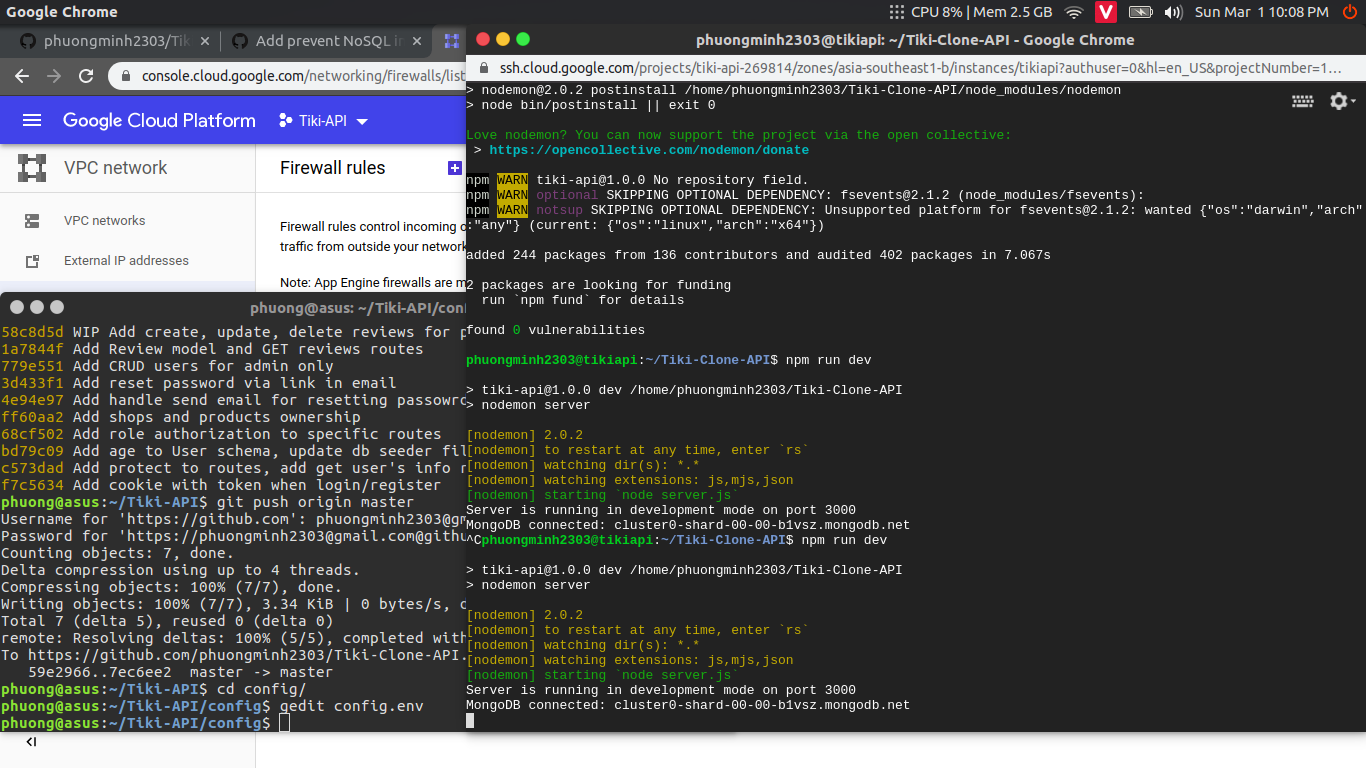 Google Chrome
CPU 8% | Mem 2.5 GB
V
Sun Mar 1 10:08 PM
phuongminh2303/Tik
Add prevent NoSQL in
console.cloud.google.com/networking/firewalls/list
Google Cloud Platform
Tiki-API
VPC network
Firewall rules
VPC networks
External IP addresses
Firewall rules control incoming o
traffic from outside your network
Note: App Engine firewalls are m
phuong@asus: ~/Tiki-API/conf
58c8d5d WIP Add create, update, delete reviews for p
1a7844f Add Review model and GET reviews routes
779e551 Add CRUD users for admin only
3d433f1 Add reset password via link in email
4e94e97 Add handle send email for resetting passowrd
ff60aa2 Add shops and products ownership
68cf502 Add role authorization to specific routes
bd79c09 Add age to User schema, update db seeder fil
c573dad Add protect to routes, add get user's info r
f7c5634 Add cookie with token when login/register
phuong@asus:~/Tiki-API$ git push origin master
Username for 'https://github.com': phuongminh2303@gm
Password for 'https://phuongminh2303@gmail.com@githu
Counting objects: 7, done.
Delta compression using up to 4 threads.
Compressing objects: 100% (7/7), done.
Writing objects: 100% (7/7), 3.34 KiB | 0 bytes/s, d
Total 7 (delta 5), reused 0 (delta 0)
remote: Resolving deltas: 100% (5/5), completed with
To https://github.com/phuongminh2303/Tiki-Clone-API.
59e2966..7ec6ee2 master -> master
phuong@asus:~/Tiki-API$ cd config/
phuong@asus:~/Tiki-API/config$ gedit config.env
phuong@asus:~/Tiki-API/config$
phuongminh2303@tikiapi: ~/Tiki-Clone-API - Google Chrome
ssh.cloud.google.com/projects/tiki-api-269814/zones/asia-southeast1-b/instances/tikiapi?authuser=0&hl=en_US&projectNumber=1...
> nodemon@2.0.2 postinstall /home/phuongminh2303/Tiki-Clone-API/node_modules/nodemon
> node bin/postinstall || exit 0
Love nodemon? You can now support the project via the open collective:
> https://opencollective.com/nodemon/donate
npm WARN tiki-api@1.0.0 No repository field.
npm WARN optional SKIPPING OPTIONAL DEPENDENCY: fsevents@2.1.2 (node_modules/fsevents):
npm WARN notsup SKIPPING OPTIONAL DEPENDENCY: Unsupported platform for fsevents@2.1.2: wanted {"os":"darwin","arch"
:"any"} (current: {"os":"linux","arch":"x64"})
added 244 packages from 136 contributors and audited 402 packages in 7.067s
2 packages are looking for funding
run `npm fund` for details
found 0 vulnerabilities
phuongminh2303@tikiapi:~/Tiki-Clone-API$ npm run dev
> tiki-api@1.0.0 dev /home/phuongminh2303/Tiki-Clone-API
> nodemon server
[nodemon] 2.0.2
[nodemon] to restart at any time, enter `rs`
[nodemon] watching dir(s): *.*
[nodemon] watching extensions: js,mjs,json
[nodemon] starting `node server.js`
Server is running in development mode on port 3000
MongoDB connected: cluster0-shard-00-00-b1vsz.mongodb.net
^Cphuongminh2303@tikiapi:~/Tiki-Clone-API$ npm run dev
> tiki-api@1.0.0 dev /home/phuongminh2303/Tiki-Clone-API
> nodemon server
[nodemon] 2.0.2
[nodemon] to restart at any time, enter `rs`
[nodemon] watching dir(s): *.*
[nodemon] watching extensions: js,mjs,json
[nodemon] starting `node server.js`
Server is running in development mode on port 3000
MongoDB connected: cluster0-shard-00-00-b1vsz.mongodb.net